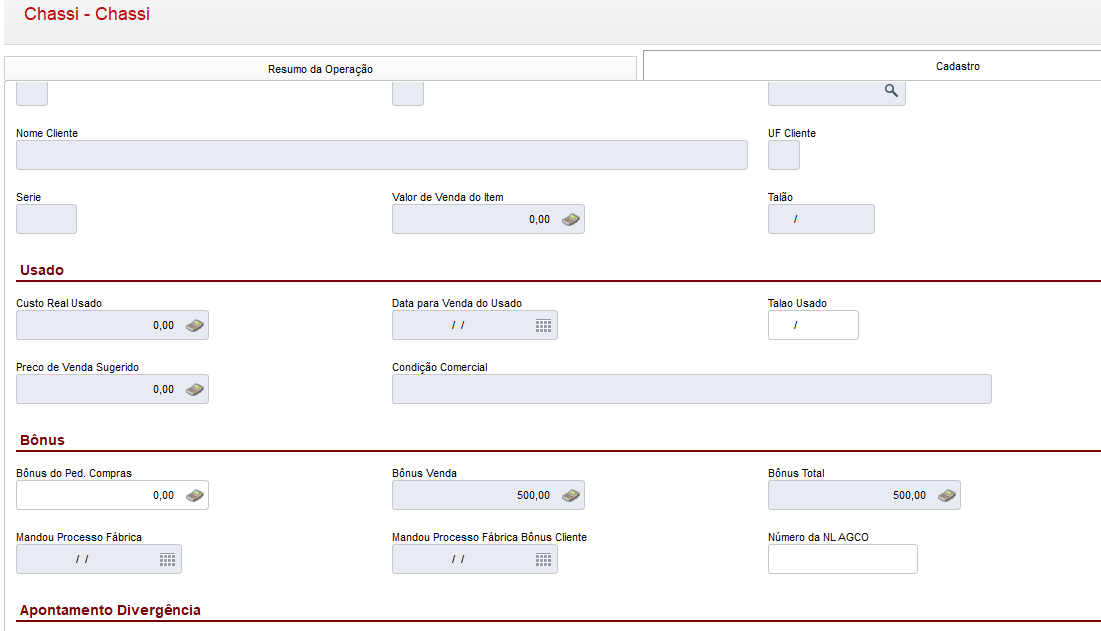 Chassi - Chassi
Resumo da Operação Cadastro
Nome Cliente UF Cliente
Serie Valor de Venda do Item Talão
0,00 /
Usado
Custo Real Usado Data para Venda do Usado Talao Usado
0,00 / / /
Preco de Venda Sugerido Condição Comercial
0,00
Bônus
Bônus do Ped. Compras Bônus Venda Bônus Total
0,00 500,00 500,00
Mandou Processo Fábrica Mandou Processo Fábrica Bônus Cliente Número da NL AGCO
/ / / /
Apontamento Divergência